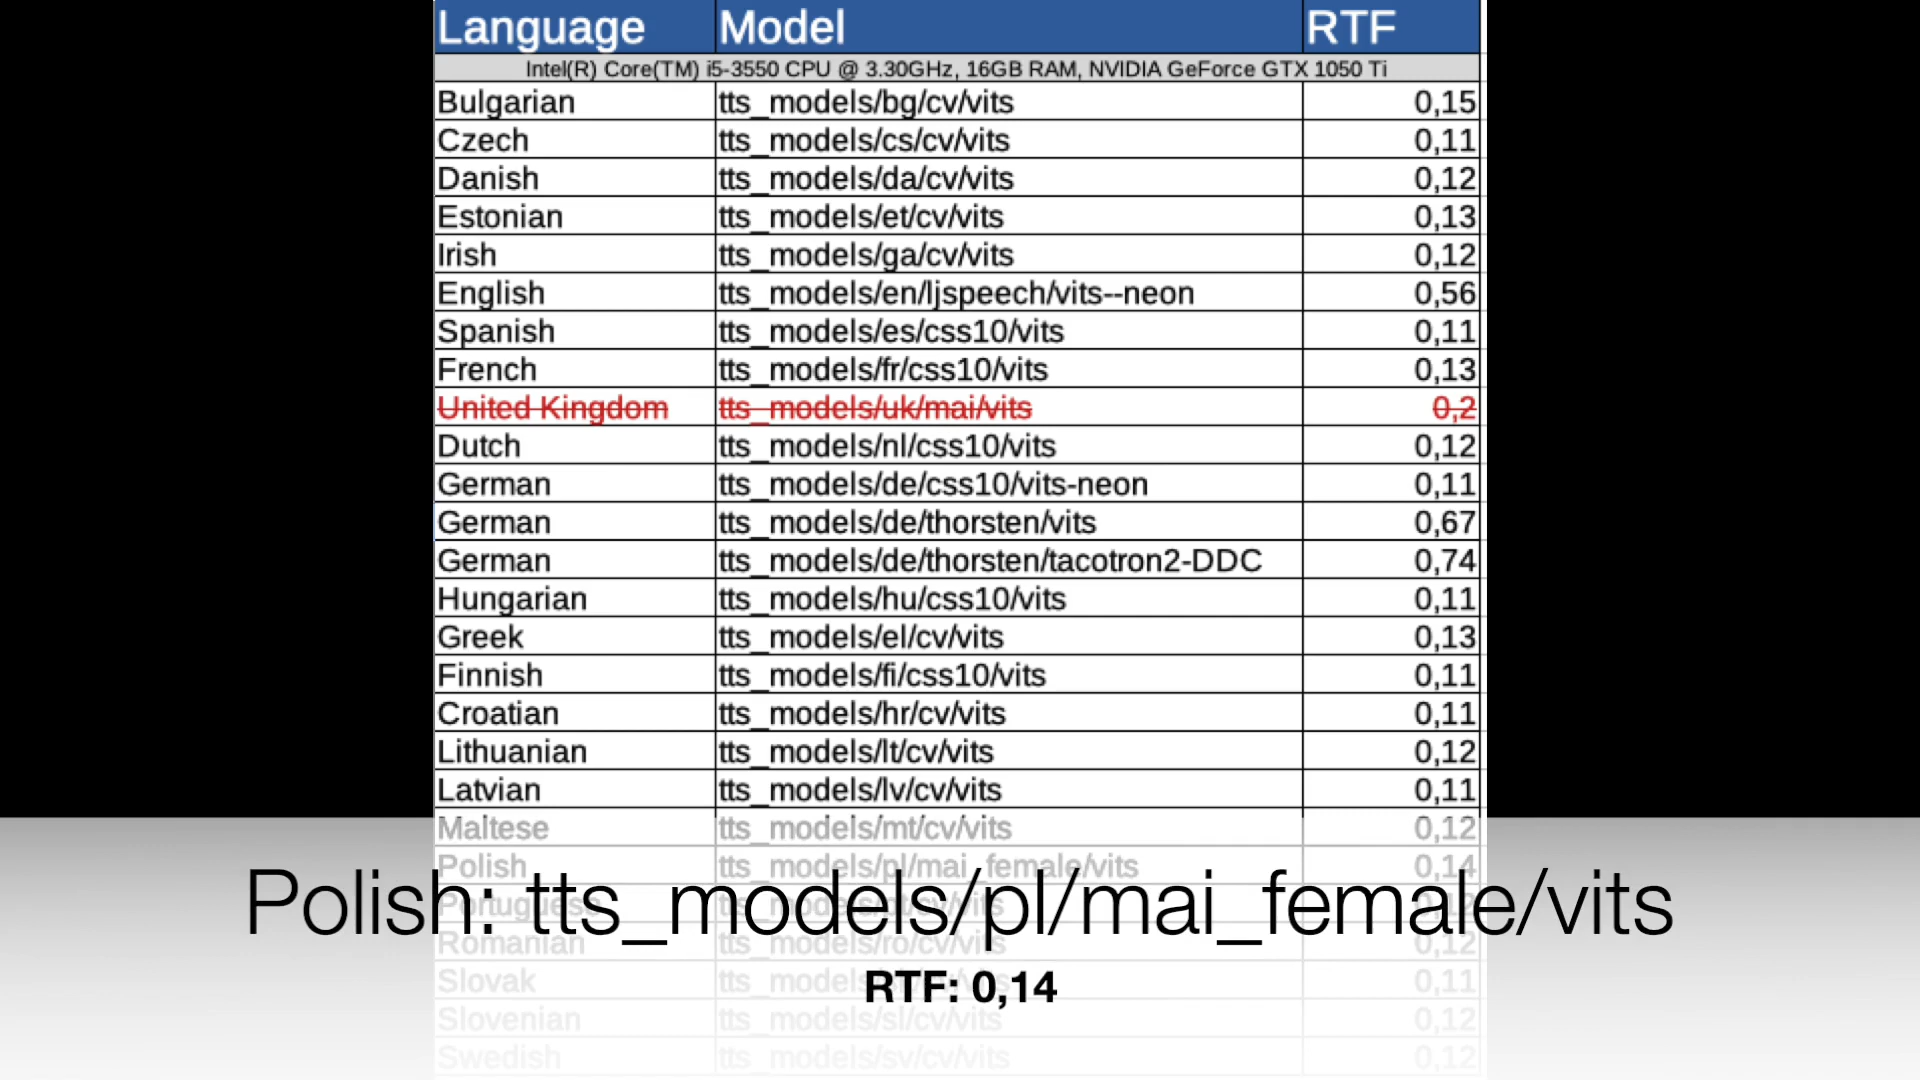 Language Model RTF
Intel(R) Core(TM) i5-3550 CPU @ 3.30GHz, 16GB RAM, NVIDIA GeForce GTX 1050 Ti
Bulgarian tts_models/bg/cv/vits 0,15
Czech tts_models/cs/cv/vits 0,11
Danish tts_models/da/cv/vits 0,12
Estonian tts_models/et/cv/vits 0,13
Irish tts_models/ga/cv/vits 0,12
English tts_models/en/ljspeech/vits--neon 0,56
Spanish tts_models/es/css10/vits 0,11
French tts_models/fr/css10/vits 0,13
United Kingdom tts_models/uk/mai/vits 0,2
Dutch tts_models/nl/css10/vits 0,12
German tts_models/de/css10/vits-neon 0,11
German tts_models/de/thorsten/vits 0,67
German tts_models/de/thorsten/tacotron2-DDC 0,74
Hungarian tts_models/hu/css10/vits 0,11
Greek tts_models/el/cv/vits 0,13
Finnish tts_models/fi/css10/vits 0,11
Croatian tts_models/hr/cv/vits 0,11
Lithuanian tts_models/lt/cv/vits 0,12
Latvian tts_models/lv/cv/vits 0,11
Maltese tts_models/mt/cv/vits 0,12
Polish tts_models/pl/mai_female/vits 0,14
Polish: tts_models/pl/mai_female/vits
Portuguese
Romanian tts_models/ro/cv/vits 0,12
RTF: 0,14
Slovak 0,11
Slovenian tts_models/sl/cv/vits 0,12
Swedish tts_models/sv/cv/vits 0,12